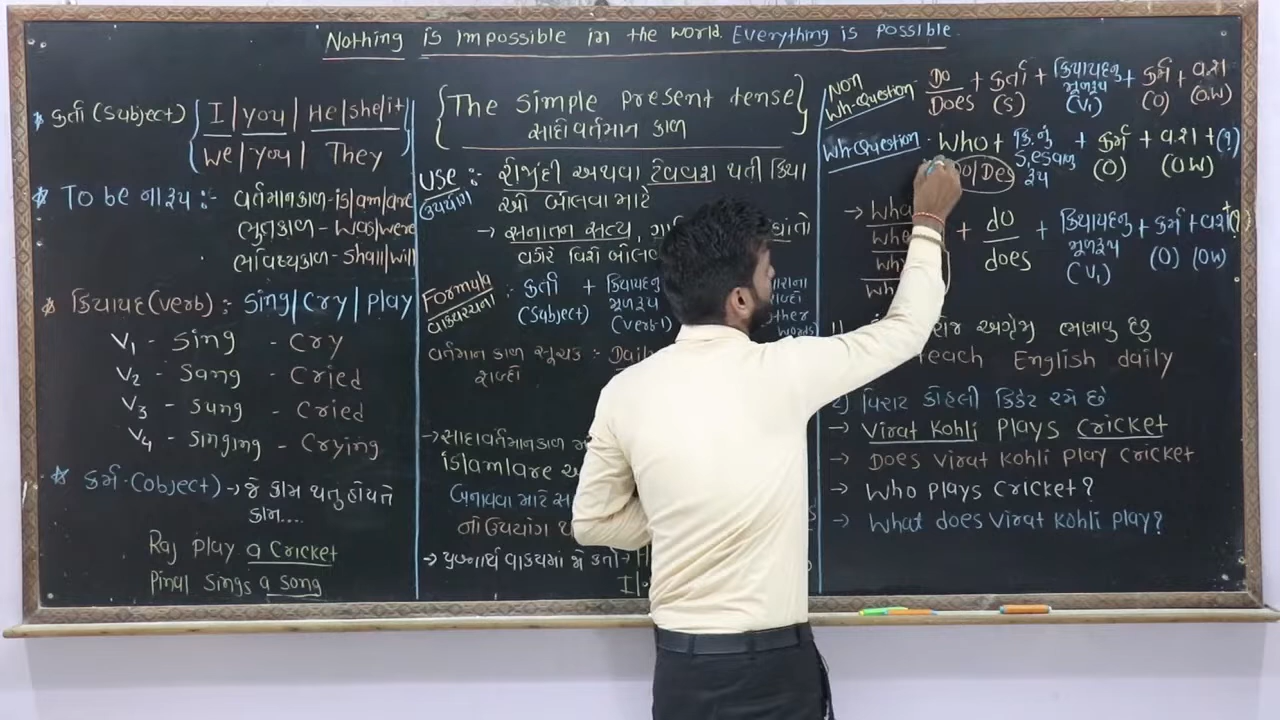 Nothing is impossible in the world. Everything is possible.
* કર્તા (Subject) { I|you| He|she|it
we|you| They }
* To be ના રૂપ :- વર્તમાનકાળ - is|am|are
ભુતકાળ - was|were
ભવિષ્યકાળ - shall|will
* ક્રિયાપદ (verb) : sing|cry|play
V1 - sing - cry
V2 - sang - cried
V3 - sung - cried
V4 - singing - crying
* કર્મ (object) → જે કામ થતુ હોય તે
કામ....
Raj play a cricket
Pinal sings a song
{The simple present tense}
સાદો વર્તમાન કાળ
USE :- રોજીંદી અથવા ટેવવશ થતી ક્રિયા
ઉપયોગ
ઓ બોલવા માટે
→ સનાતન સત્ય,
વગેરે વિશે બોલવ
Formula : કર્તા + ક્રિયાપદનુ
વાક્યરચના મૂળરૂપ શબ્દો
(subject) (verb-1) other
words
વર્તમાન કાળ સૂચક :- Daily
શબ્દો
→ સાદા વર્તમાનકાળ મ
is|am|are
બનાવવા માટે
નો ઉપયોગ થ
→ પ્રશ્નાર્થ વાક્યમાં જો કર્તા →
I|
Non Wh-Question - Do Does + કર્તા (S) + ક્રિયાપદનુ મૂળરૂપ (V1) + કર્મ (O) + વ.શ (O.W)
Wh-Question - Who + ક્રિ.નું S,es વાળુ રૂપ + કર્મ (O) + વ.શ (O.W) + (?)
→ do does + ક્રિયાપદનુ મૂળરૂપ (V1) + કર્મ (O) + વ.શ (O.W) + (?)
અંગ્રેજી ભણાવુ છુ
teach English daily
2) વિરાટ કોહલી ક્રિકેટ રમે છે
→ Virat Kohli plays cricket
→ Does Virat Kohli play cricket
→ Who plays cricket?
→ What does Virat Kohli play?